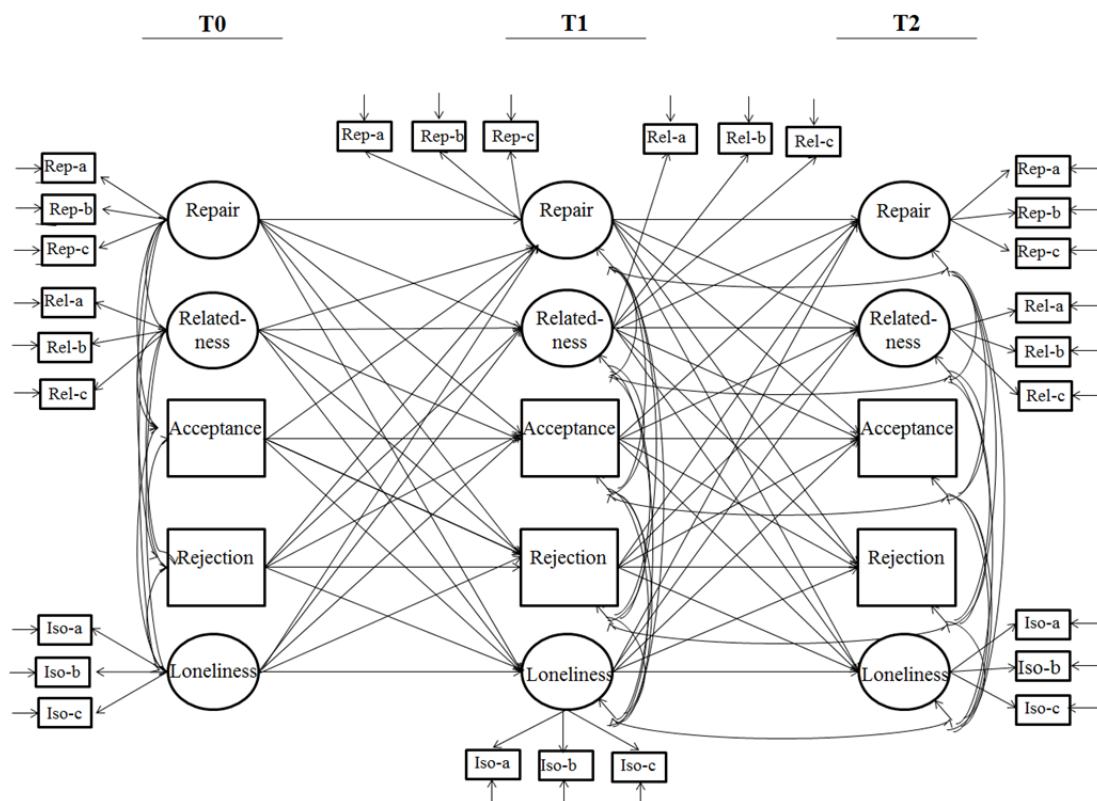 T0
T1
T2
Rep-a
Rep-b
Rep-c
Rel-a
Rel-b
Rel-c
Rep-a
Rep-b
Rep-c
Rel-a
Rel-b
Rel-c
Iso-a
Iso-b
Iso-c
Repair
Related-
ness
Acceptance
Rejection
Loneliness
Repair
Related-
ness
Acceptance
Rejection
Loneliness
Iso-a
Iso-b
Iso-c
Repair
Related-
ness
Acceptance
Rejection
Loneliness
Rep-a
Rep-b
Rep-c
Rel-a
Rel-b
Rel-c
Iso-a
Iso-b
Iso-c